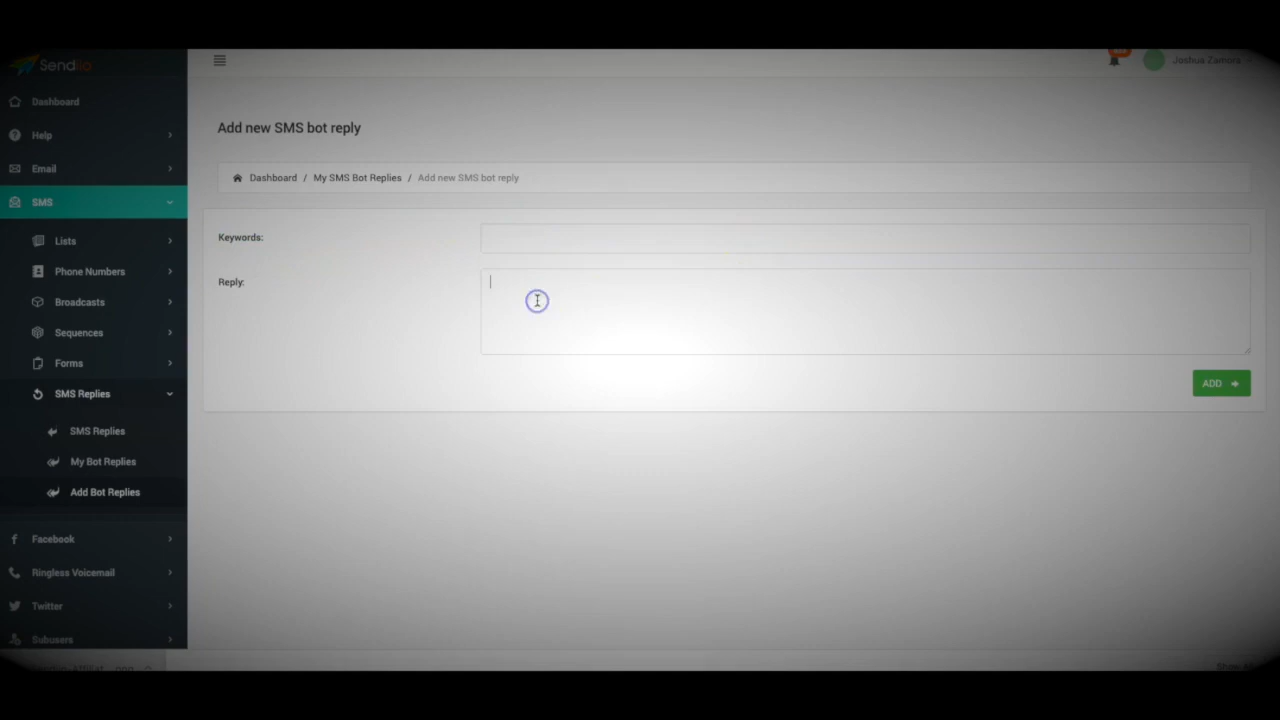 Sendiio
Joshua Zamora
Dashboard
Help
Email
SMS
Lists
Phone Numbers
Broadcasts
Sequences
Forms
SMS Replies
SMS Replies
My Bot Replies
Add Bot Replies
Facebook
Ringless Voicemail
Twitter
Subusers
Add new SMS bot reply
Dashboard / My SMS Bot Replies / Add new SMS bot reply
Keywords:
Reply:
ADD
Show All